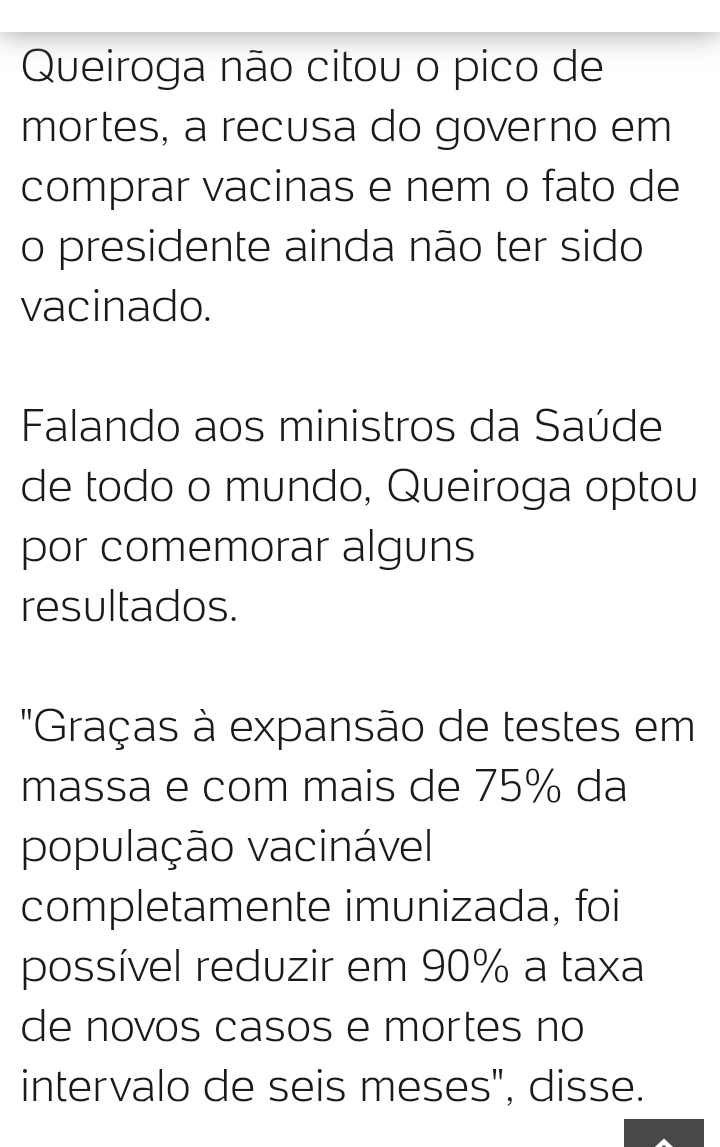 Queiroga não citou o pico de
mortes, a recusa do governo em
comprar vacinas e nem o fato de
o presidente ainda não ter sido
vacinado.
Falando aos ministros da Saúde
de todo o mundo, Queiroga optou
por comemorar alguns
resultados.
"Graças à expansão de testes em
massa e com mais de 75% da
população vacinável
completamente imunizada, foi
possível reduzir em 90% a taxa
de novos casos e mortes no
intervalo de seis meses", disse.